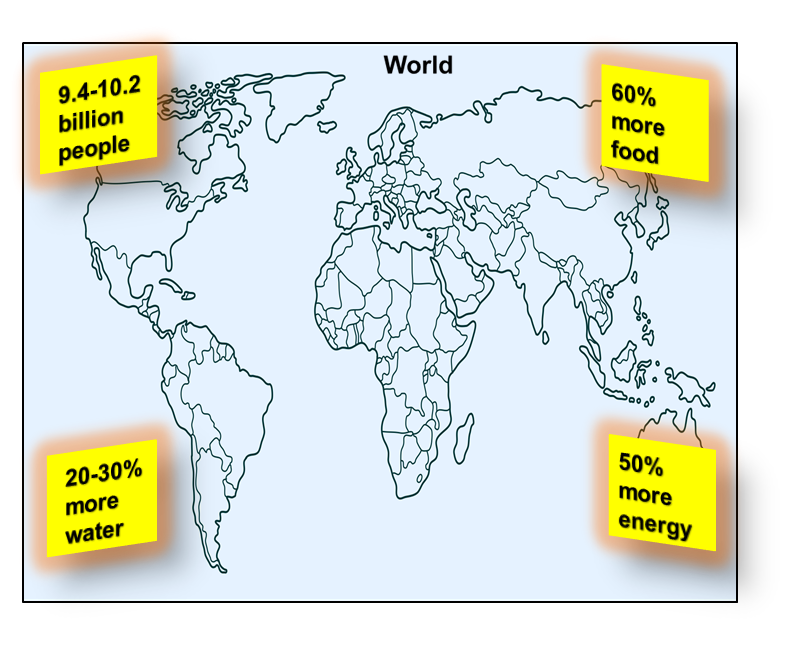 World
9.4-10.2
billion
people
60%
more
food
20-30%
more
water
50%
more
energy